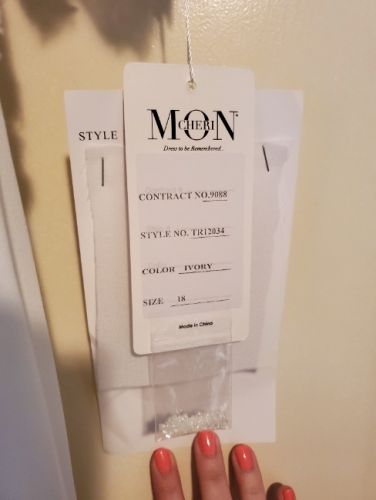 MON
CHERI
Dress to be Remembered.
STYLE
CONTRACT NO. 9088
STYLE NO. TR12034
COLOR IVORY
SIZE 18
Made in China